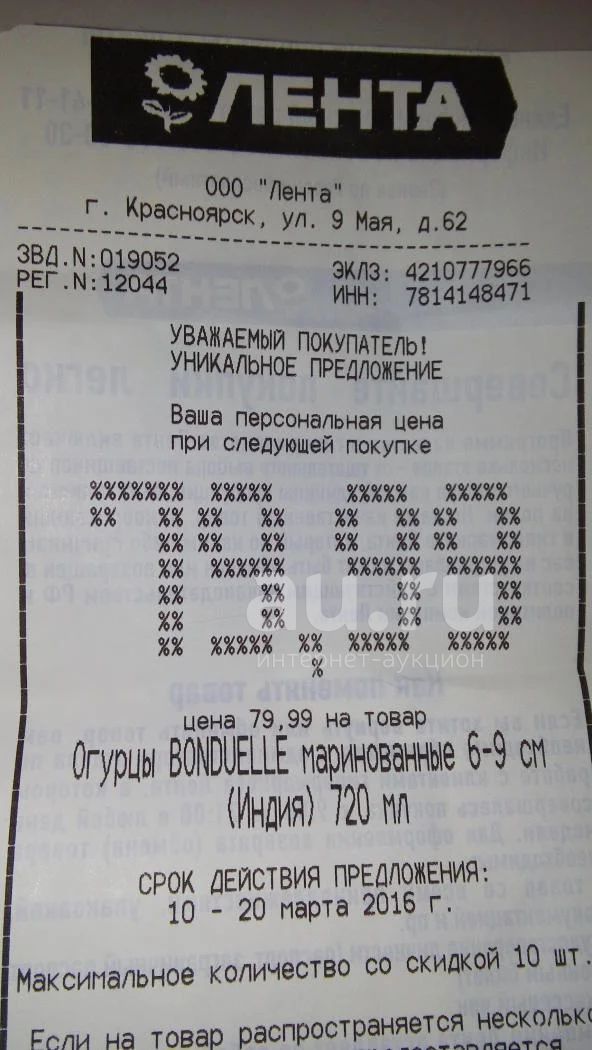 ЛЕНТА
ООО "Лента"
г. Красноярск, ул. 9 Мая, д.62
ЗВД.N:019052
ЭКЛЗ: 4210777966
РЕГ.N:12044
ИНН: 7814148471
УВАЖАЕМЫЙ ПОКУПАТЕЛЬ!
УНИКАЛЬНОЕ ПРЕДЛОЖЕНИЕ
Ваша персональная цена
при следующей покупке
79,99
au.ru
интернет-аукцион
цена 79,99 на товар
Огурцы BONDUELLE маринованные 6-9 см
(Индия) 720 мл
СРОК ДЕЙСТВИЯ ПРЕДЛОЖЕНИЯ:
10 - 20 марта 2016 г.
Максимальное количество со скидкой 10 шт.
Если на товар распространяется несколько